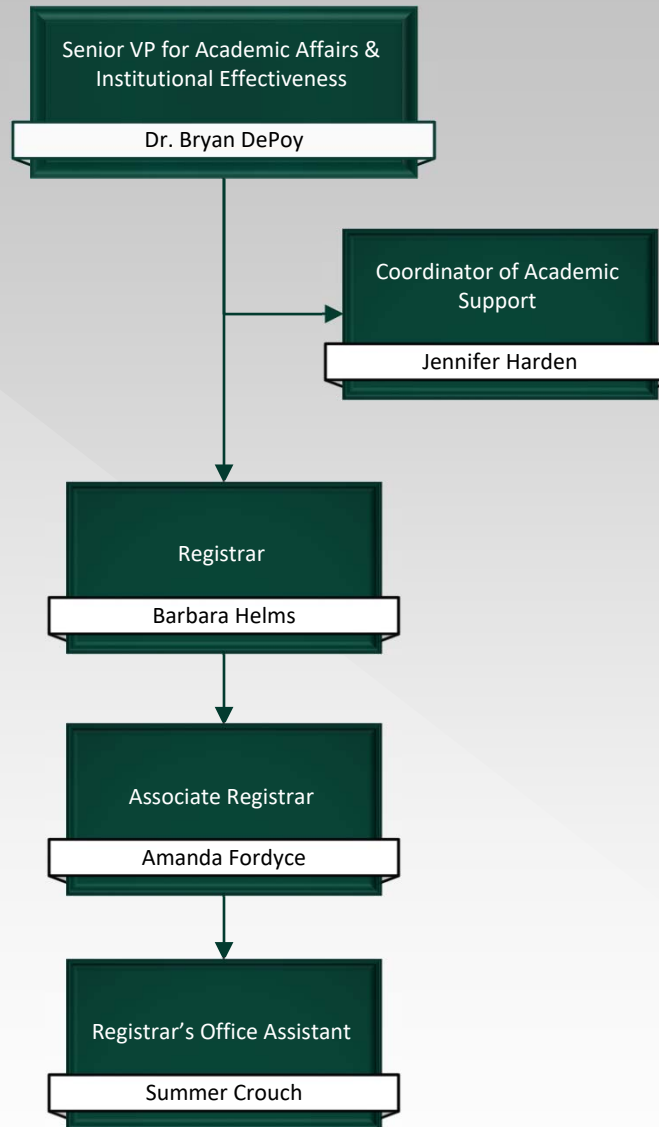 Senior VP for Academic Affairs &
Institutional Effectiveness
Dr. Bryan DePoy
Coordinator of Academic
Support
Jennifer Harden
Registrar
Barbara Helms
Associate Registrar
Amanda Fordyce
Registrar’s Office Assistant
Summer Crouch